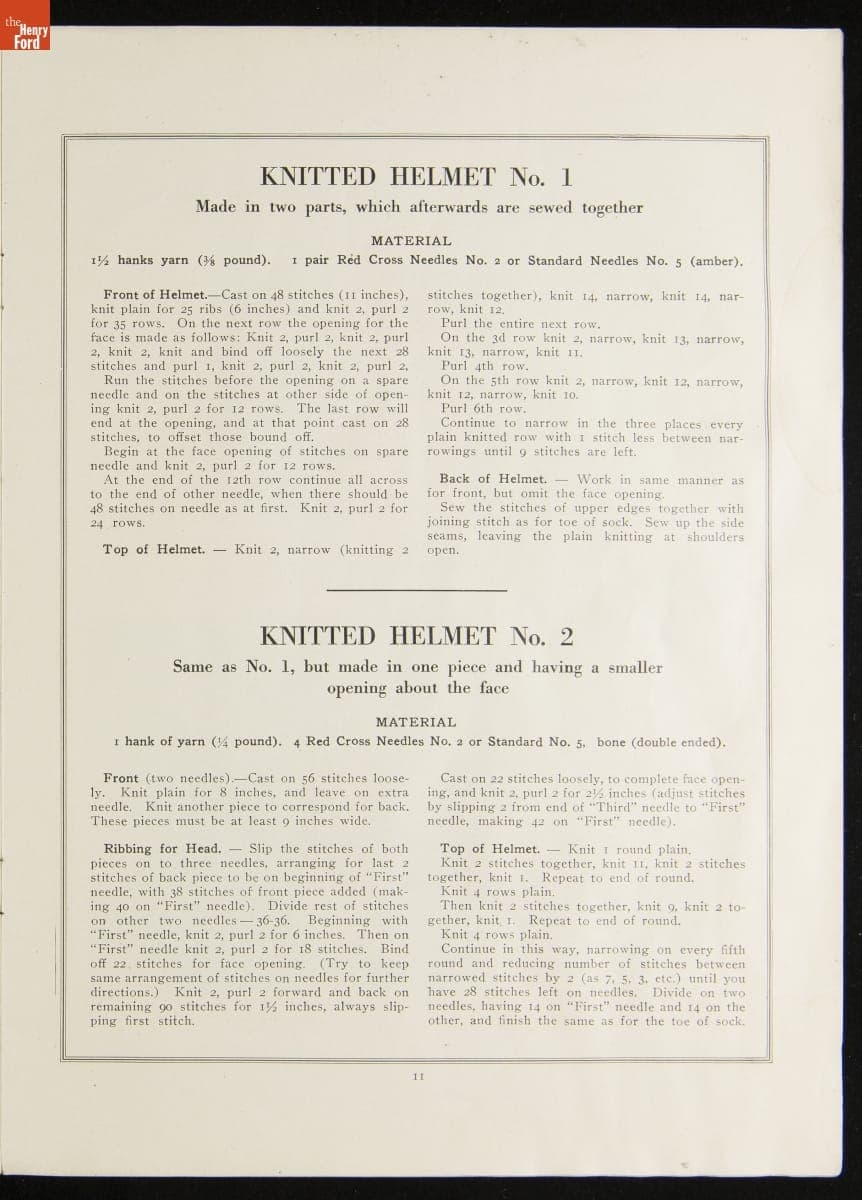 the
Henry
Ford
KNITTED HELMET No. 1
Made in two parts, which afterwards are sewed together
MATERIAL
1½ hanks yarn (⅜ pound). 1 pair Red Cross Needles No. 2 or Standard Needles No. 5 (amber).
Front of Helmet.—Cast on 48 stitches (11 inches),
knit plain for 25 ribs (6 inches) and knit 2, purl 2
for 35 rows. On the next row the opening for the
face is made as follows: Knit 2, purl 2, knit 2, purl
2, knit 2, knit and bind off loosely the next 28
stitches and purl 1, knit 2, purl 2, knit 2, purl 2,
Run the stitches before the opening on a spare
needle and on the stitches at other side of open-
ing knit 2, purl 2 for 12 rows. The last row will
end at the opening, and at that point cast on 28
stitches, to offset those bound off.
Begin at the face opening of stitches on spare
needle and knit 2, purl 2 for 12 rows.
At the end of the 12th row continue all across
to the end of other needle, when there should be
48 stitches on needle as at first. Knit 2, purl 2 for
24 rows.
Top of Helmet. — Knit 2, narrow (knitting 2
stitches together), knit 14, narrow, knit 14, nar-
row, knit 12.
Purl the entire next row.
On the 3d row knit 2, narrow, knit 13, narrow,
knit 13, narrow, knit 11.
Purl 4th row.
On the 5th row knit 2, narrow, knit 12, narrow,
knit 12, narrow, knit 10.
Purl 6th row.
Continue to narrow in the three places every
plain knitted row with 1 stitch less between nar-
rowings until 9 stitches are left.
Back of Helmet. — Work in same manner as
for front, but omit the face opening.
Sew the stitches of upper edges together with
joining stitch as for toe of sock. Sew up the side
seams, leaving the plain knitting at shoulders
open.
KNITTED HELMET No. 2
Same as No. 1, but made in one piece and having a smaller
opening about the face
MATERIAL
1 hank of yarn (¼ pound). 4 Red Cross Needles No. 2 or Standard No. 5, bone (double ended).
Front (two needles).—Cast on 56 stitches loose-
ly. Knit plain for 8 inches, and leave on extra
needle. Knit another piece to correspond for back.
These pieces must be at least 9 inches wide.
Ribbing for Head. — Slip the stitches of both
pieces on to three needles, arranging for last 2
stitches of back piece to be on beginning of "First"
needle, with 38 stitches of front piece added (mak-
ing 40 on "First" needle). Divide rest of stitches
on other two needles — 36-36. Beginning with
"First" needle, knit 2, purl 2 for 6 inches. Then on
"First" needle knit 2, purl 2 for 18 stitches. Bind
off 22 stitches for face opening. (Try to keep
same arrangement of stitches on needles for further
directions.) Knit 2, purl 2 forward and back on
remaining 90 stitches for 1½ inches, always slip-
ping first stitch.
Cast on 22 stitches loosely, to complete face open-
ing, and knit 2, purl 2 for 2½ inches (adjust stitches
by slipping 2 from end of "Third" needle to "First"
needle, making 42 on "First" needle).
Top of Helmet. — Knit 1 round plain.
Knit 2 stitches together, knit 11, knit 2 stitches
together, knit 1. Repeat to end of round.
Knit 4 rows plain.
Then knit 2 stitches together, knit 9, knit 2 to-
gether, knit 1. Repeat to end of round.
Knit 4 rows plain.
Continue in this way, narrowing on every fifth
round and reducing number of stitches between
narrowed stitches by 2 (as 7, 5, 3, etc.) until you
have 28 stitches left on needles. Divide on two
needles, having 14 on "First" needle and 14 on the
other, and finish the same as for the toe of sock.
11